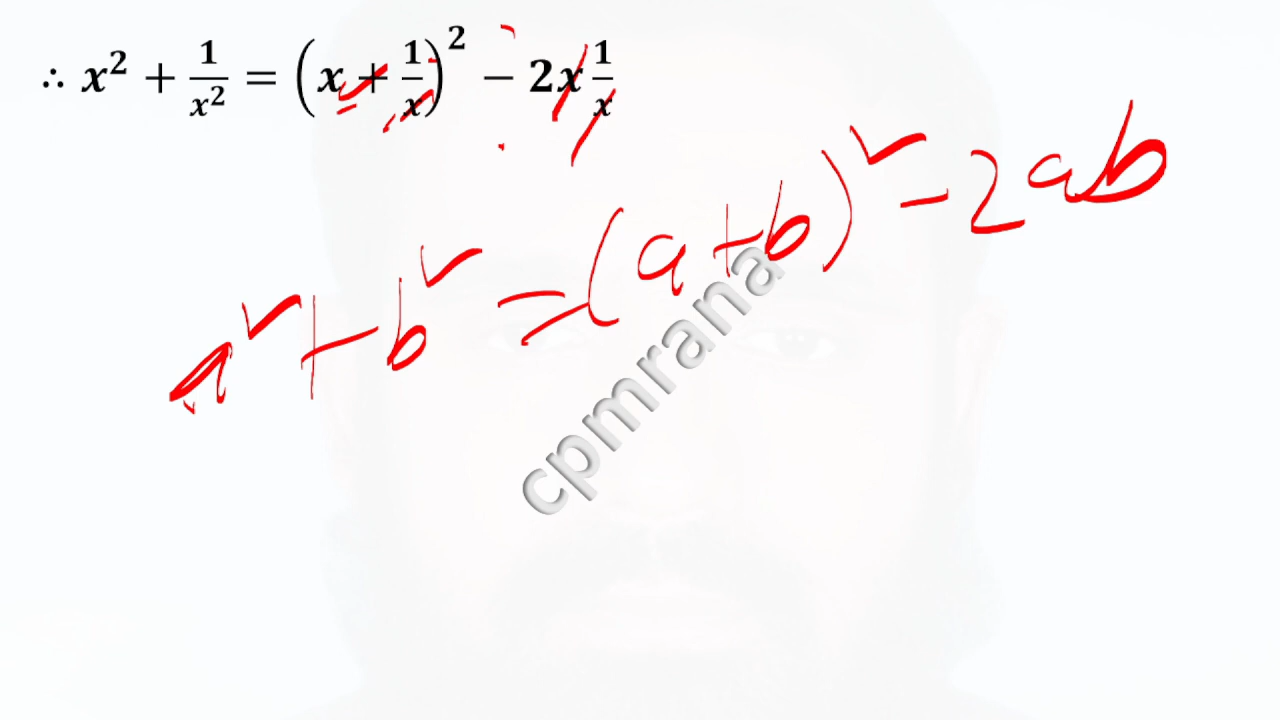 ∴ x² + 1/x² = (x + 1/x)² − 2x 1/x
a² + b² = (a + b)² − 2ab
cpmrana